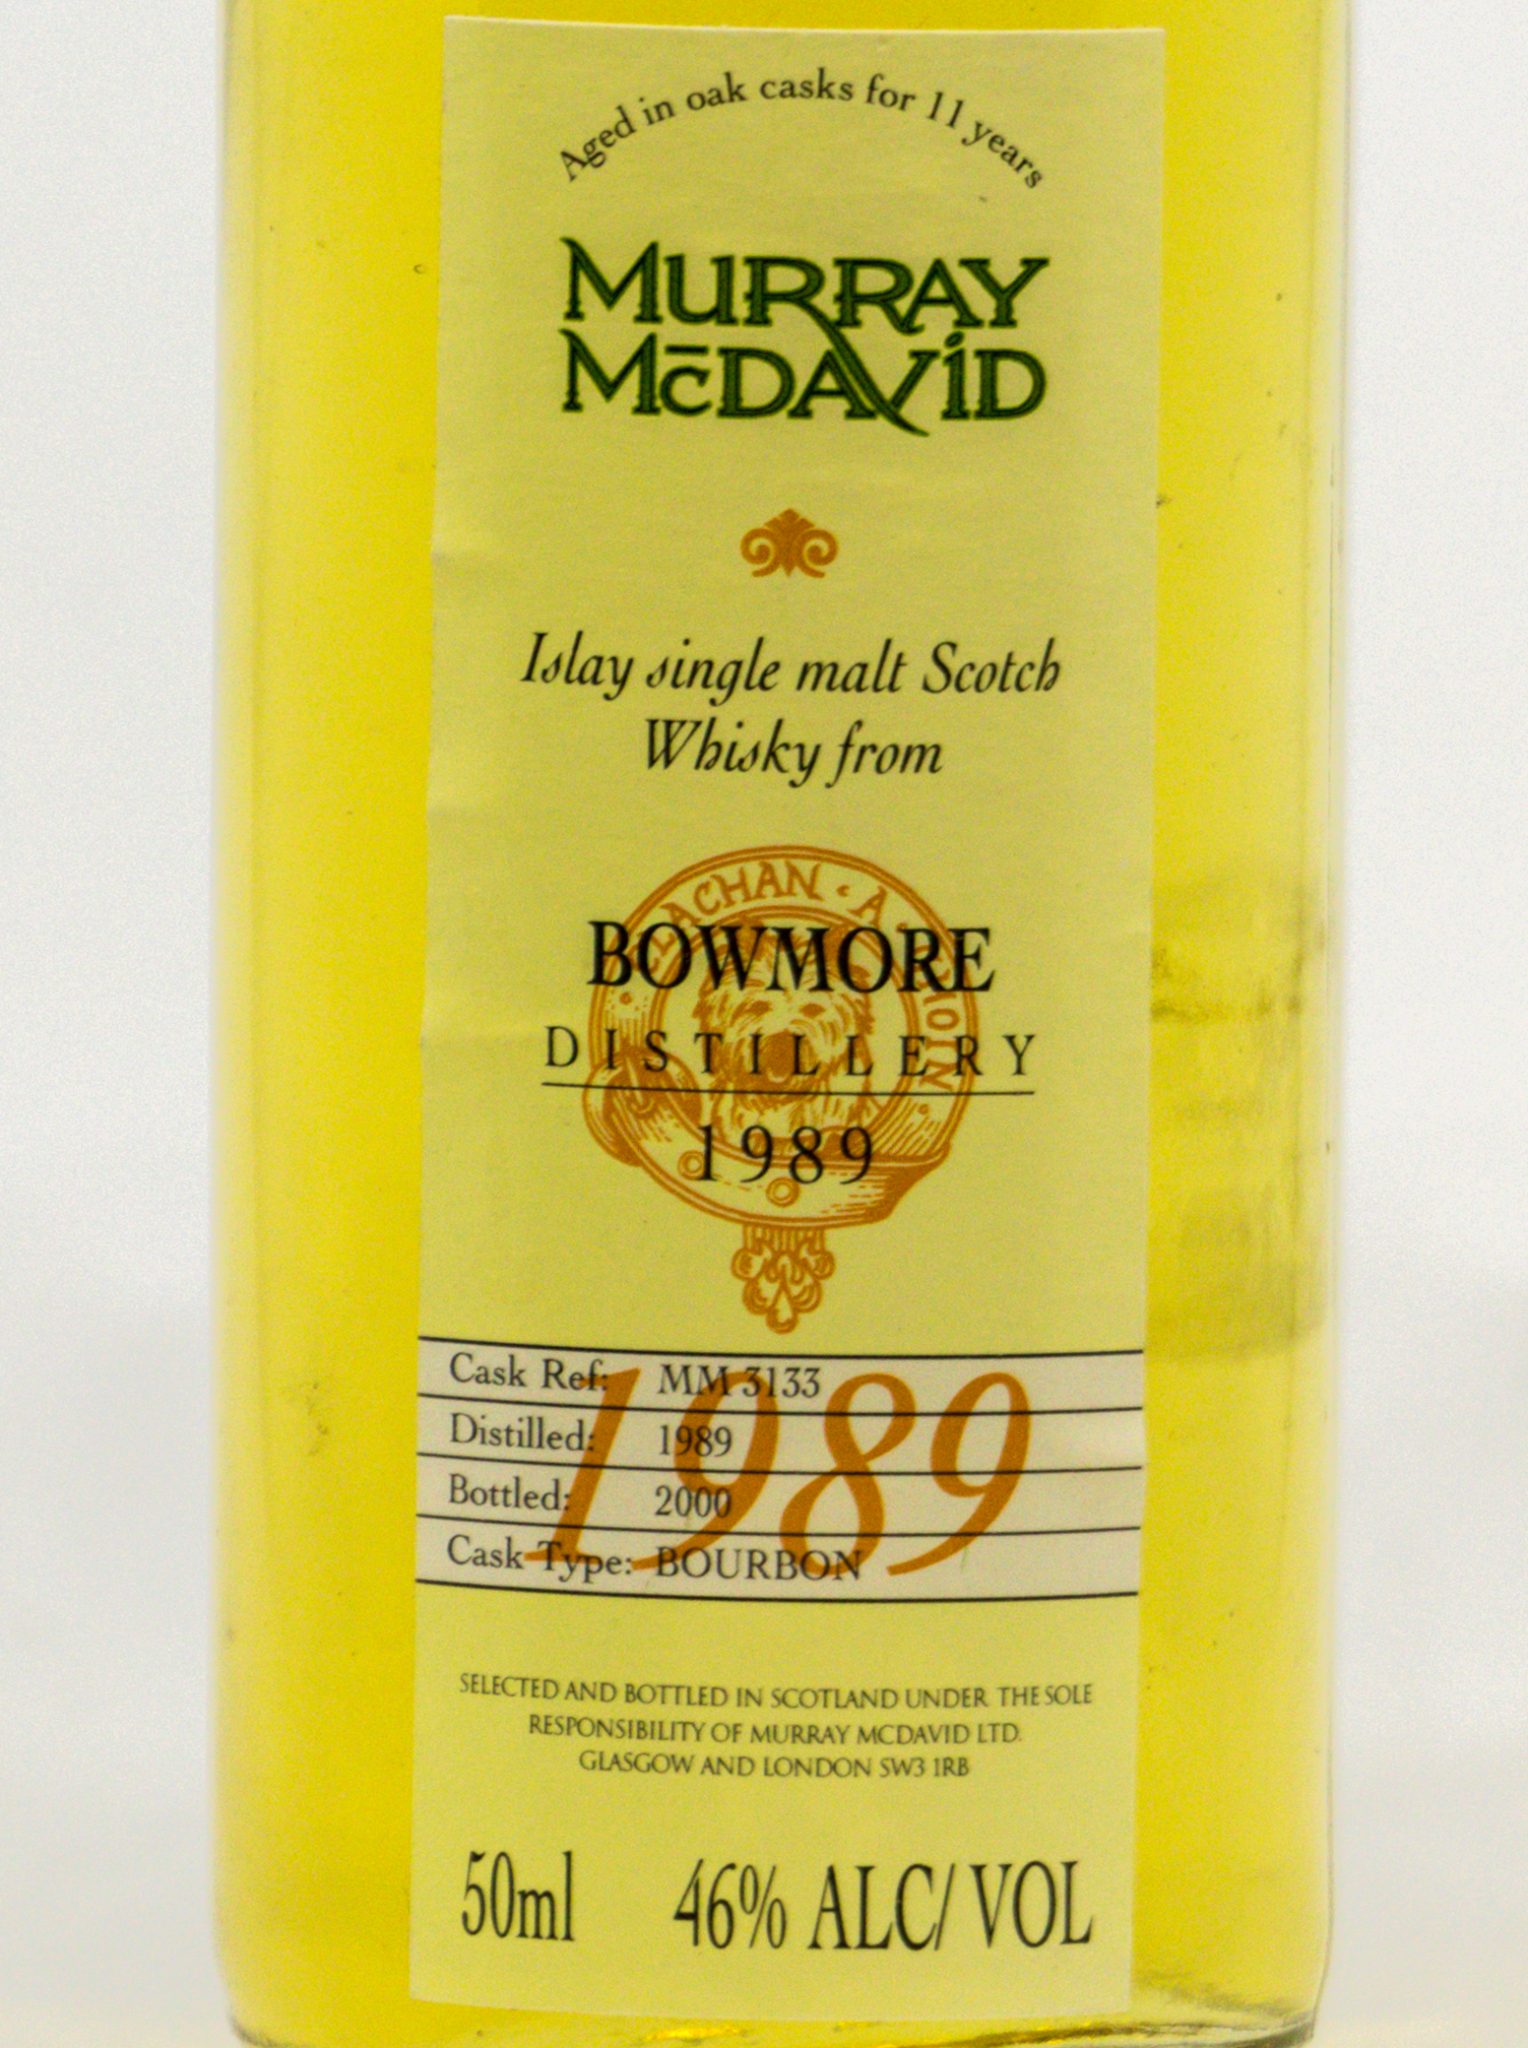 Aged in oak casks for 11 years
MURRAY
McDAVID
Islay single malt Scotch
Whisky from
BOWMORE
DISTILLERY
1989
Cask Ref: MM 3133
Distilled: 1989
Bottled: 2000
Cask Type: BOURBON
1989
SELECTED AND BOTTLED IN SCOTLAND UNDER THE SOLE
RESPONSIBILITY OF MURRAY MCDAVID LTD.
GLASGOW AND LONDON SW3 1RB
50ml 46% ALC/VOL